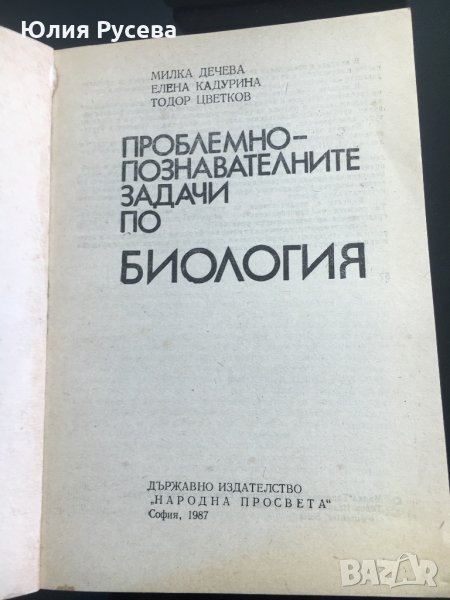 Юлия Русева
МИЛКА ДЕЧЕВА
ЕЛЕНА КАДУРИНА
ТОДОР ЦВЕТКОВ
ПРОБЛЕМНО-
ПОЗНАВАТЕЛНИТЕ
ЗАДАЧИ
ПО
БИОЛОГИЯ
ДЪРЖАВНО ИЗДАТЕЛСТВО
„НАРОДНА ПРОСВЕТА“
София, 1987
bazar